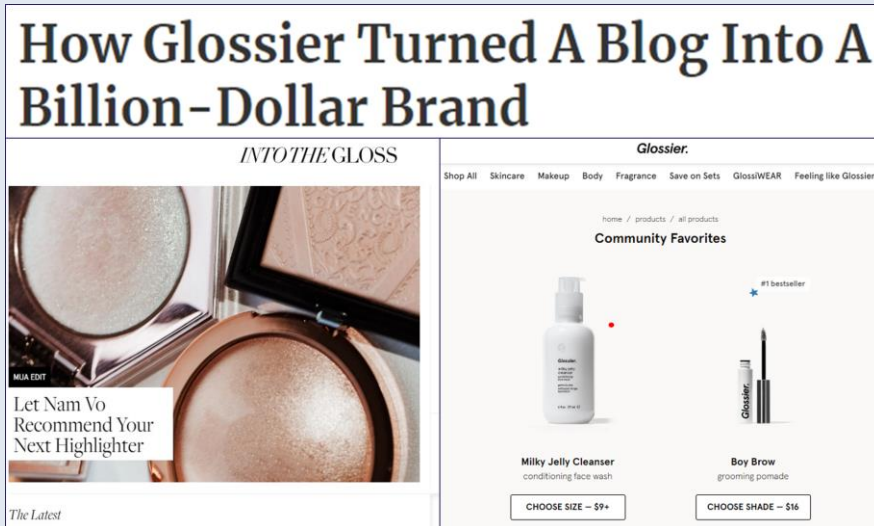 How Glossier Turned A Blog Into A
Billion-Dollar Brand
INTO THE GLOSS
MUA EDIT
Let Nam Vo
Recommend Your
Next Highlighter
The Latest
Glossier.
Shop All Skincare Makeup Body Fragrance Save on Sets GlossiWEAR Feeling like Glossier
home / products / all products
Community Favorites
#1 bestseller
Glossier.
Glossier.
Milky Jelly Cleanser
conditioning face wash
CHOOSE SIZE — $9+
Boy Brow
grooming pomade
CHOOSE SHADE — $16